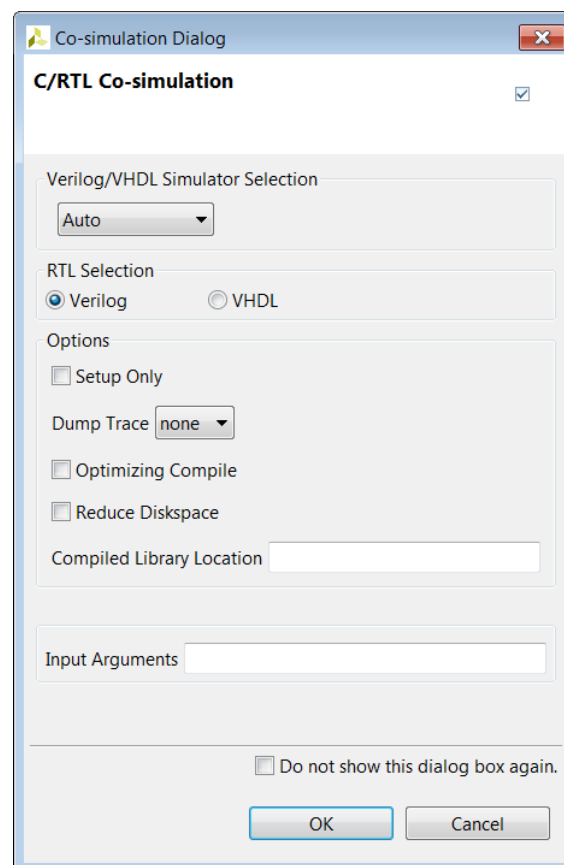 Co-simulation Dialog
C/RTL Co-simulation
Verilog/VHDL Simulator Selection
Auto
RTL Selection
Verilog VHDL
Options
Setup Only
Dump Trace none
Optimizing Compile
Reduce Diskspace
Compiled Library Location
Input Arguments
Do not show this dialog box again.
OK Cancel